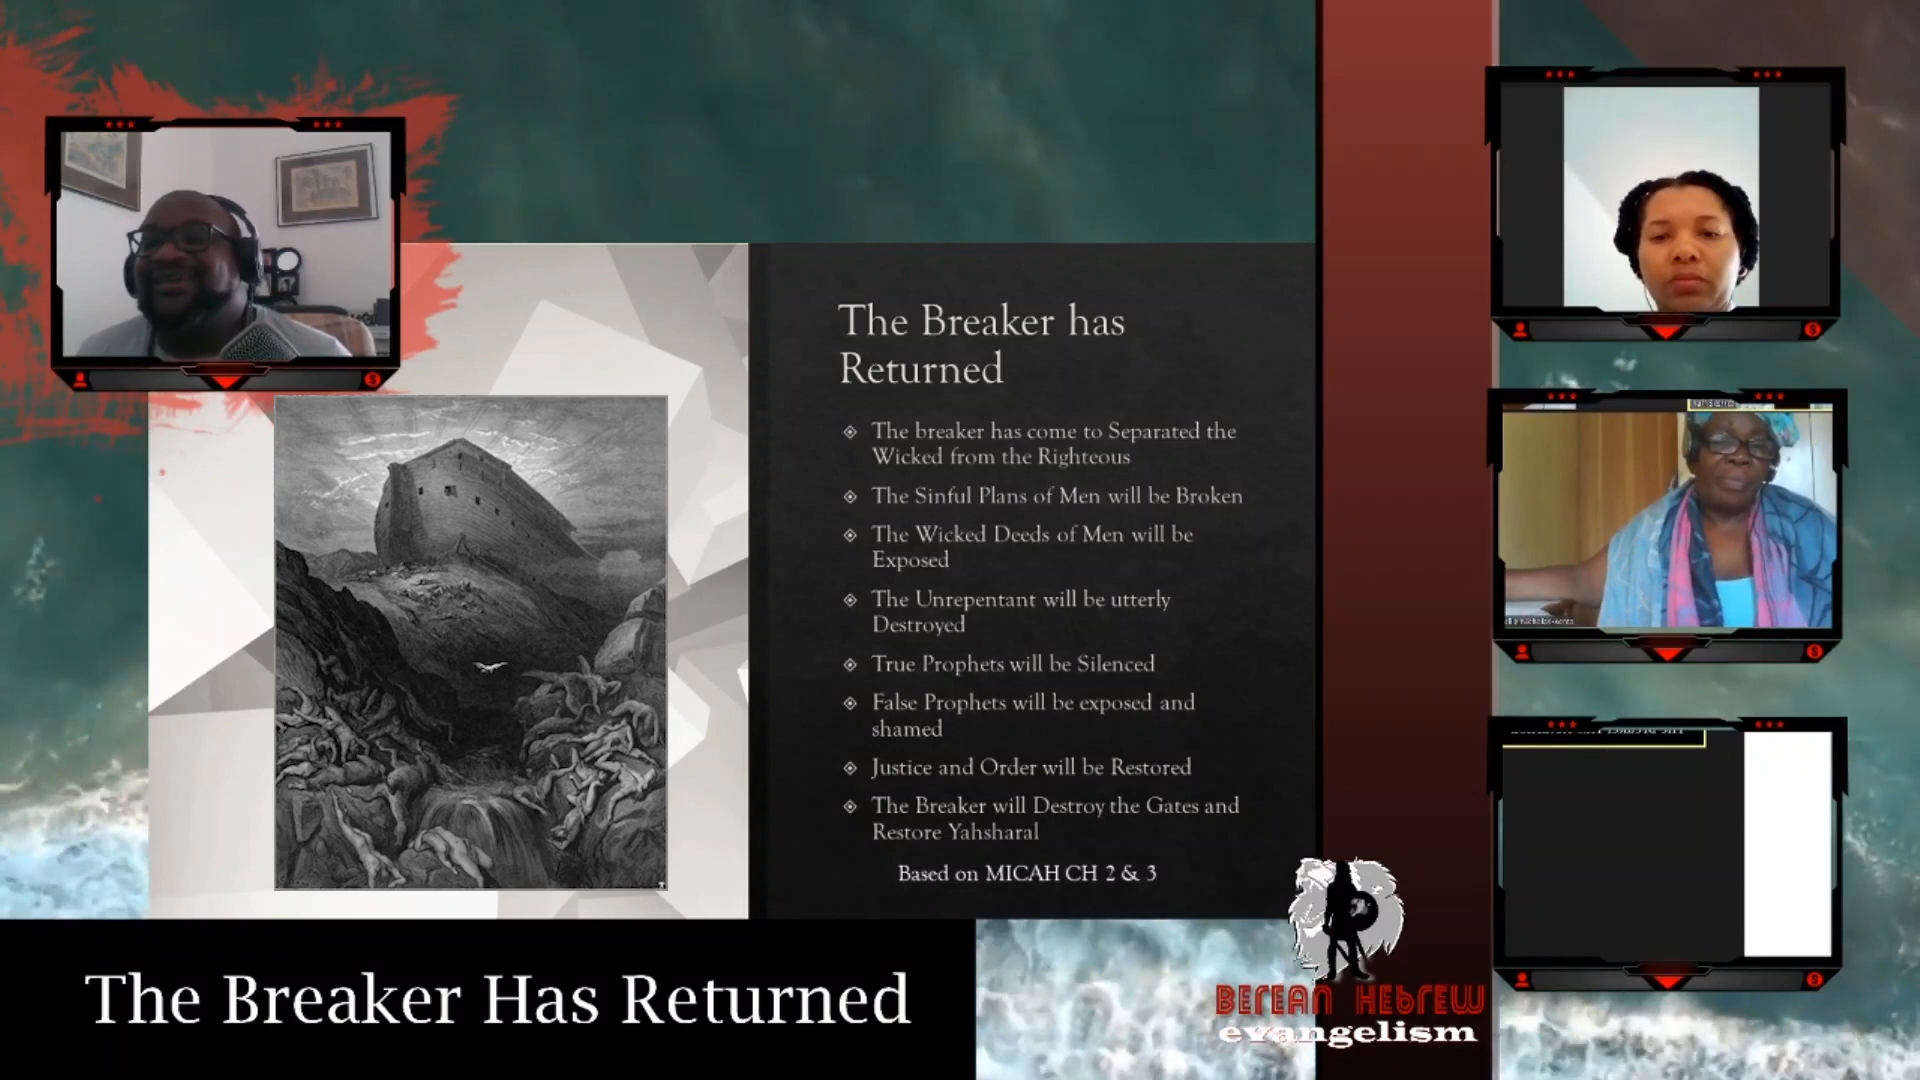 The Breaker has
Returned
The breaker has come to Separated the
Wicked from the Righteous
The Sinful Plans of Men will be Broken
The Wicked Deeds of Men will be
Exposed
The Unrepentant will be utterly
Destroyed
True Prophets will be Silenced
False Prophets will be exposed and
shamed
Justice and Order will be Restored
The Breaker will Destroy the Gates and
Restore Yahsharal
Based on MICAH CH 2 & 3
The Breaker Has Returned
BEREAN HEBREW
evangelism